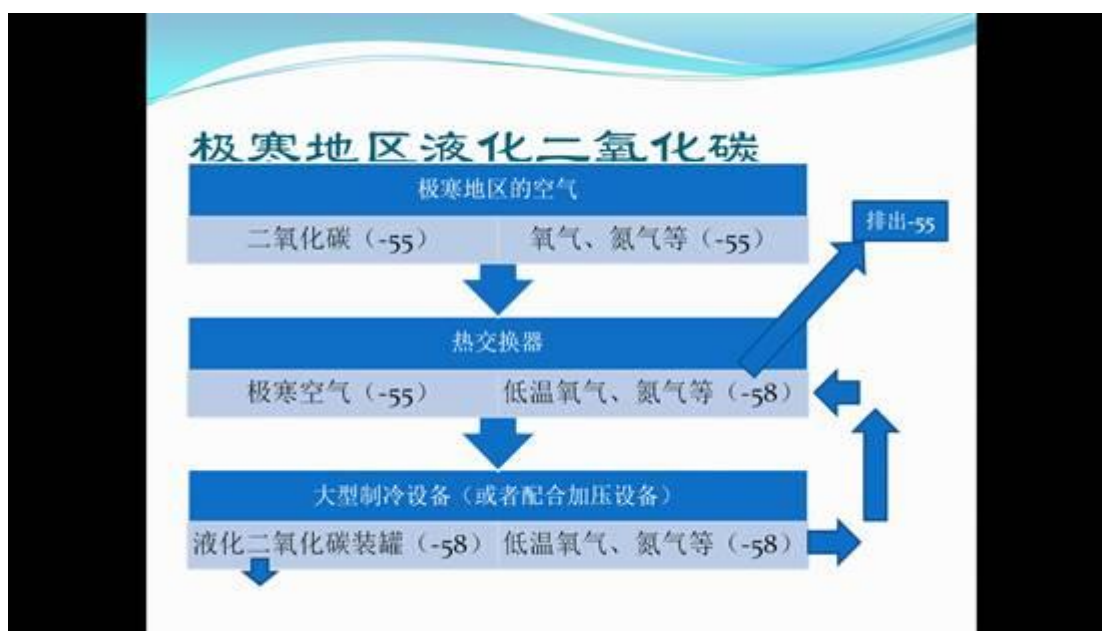 极寒地区液化二氧化碳
极寒地区的空气
排出-55
二氧化碳（-55） 氧气、氮气等（-55）
热交换器
极寒空气（-55） 低温氧气、氮气等（-58）
大型制冷设备（或者配合加压设备）
液化二氧化碳装罐（-58） 低温氧气、氮气等（-58）